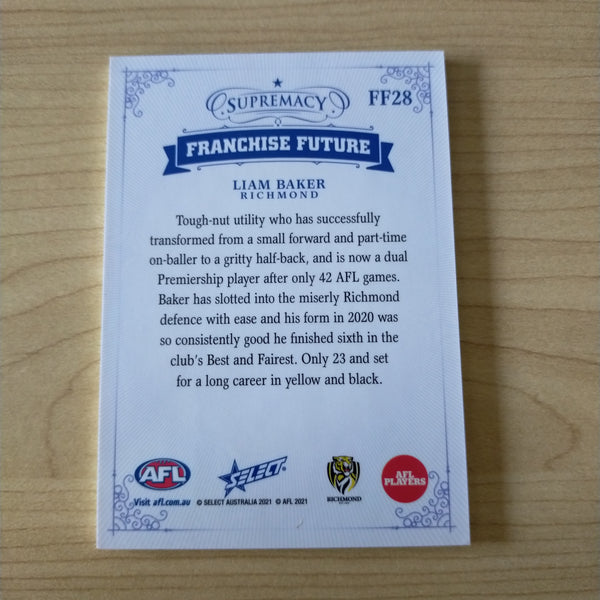 SUPREMACY FF28
FRANCHISE FUTURE
LIAM BAKER
RICHMOND
Tough-nut utility who has successfully
transformed from a small forward and part-time
on-baller to a gritty half-back, and is now a dual
Premiership player after only 42 AFL games.
Baker has slotted into the miserly Richmond
defence with ease and his form in 2020 was
so consistently good he finished sixth in the
club's Best and Fairest. Only 23 and set
for a long career in yellow and black.
AFL
SELECT
RICHMOND
AFL
PLAYERS
Visit afl.com.au © SELECT AUSTRALIA 2021 © AFL 2021